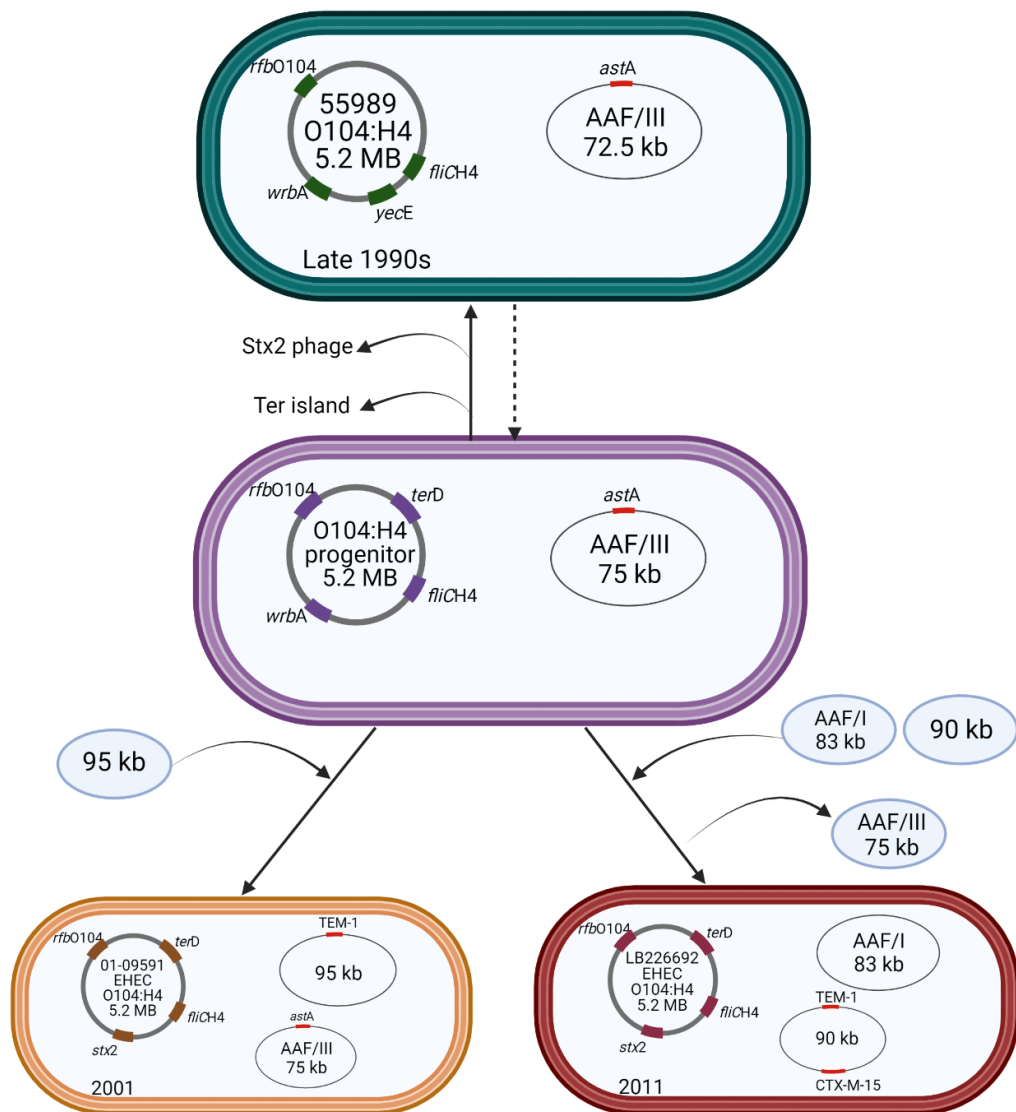 rfbO104
55989
O104:H4
5.2 MB
fliCH4
wrbA
yecE
astA
AAF/III
72.5 kb
Late 1990s
Stx2 phage
Ter island
rfbO104
terD
O104:H4
progenitor
5.2 MB
fliCH4
wrbA
astA
AAF/III
75 kb
95 kb
AAF/I
83 kb
90 kb
AAF/III
75 kb
rfbO104
terD
01-09591
EHEC
O104:H4
5.2 MB
fliCH4
stx2
TEM-1
95 kb
astA
AAF/III
75 kb
2001
rfbO104
terD
LB226692
EHEC
O104:H4
5.2 MB
fliCH4
stx2
AAF/I
83 kb
TEM-1
90 kb
CTX-M-15
2011